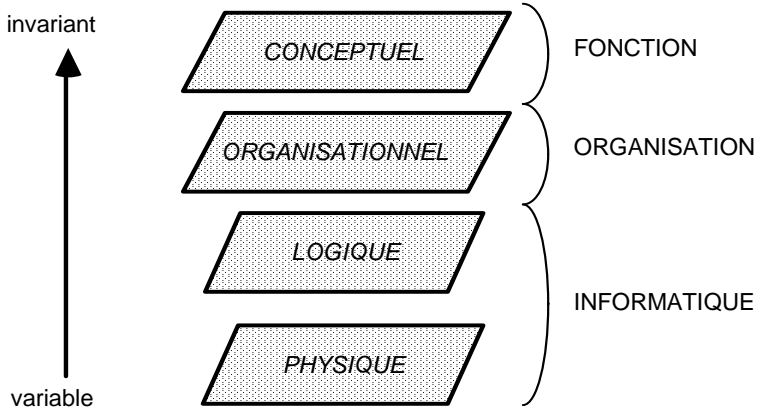 invariant
CONCEPTUEL
FONCTION
ORGANISATIONNEL
ORGANISATION
LOGIQUE
INFORMATIQUE
PHYSIQUE
variable